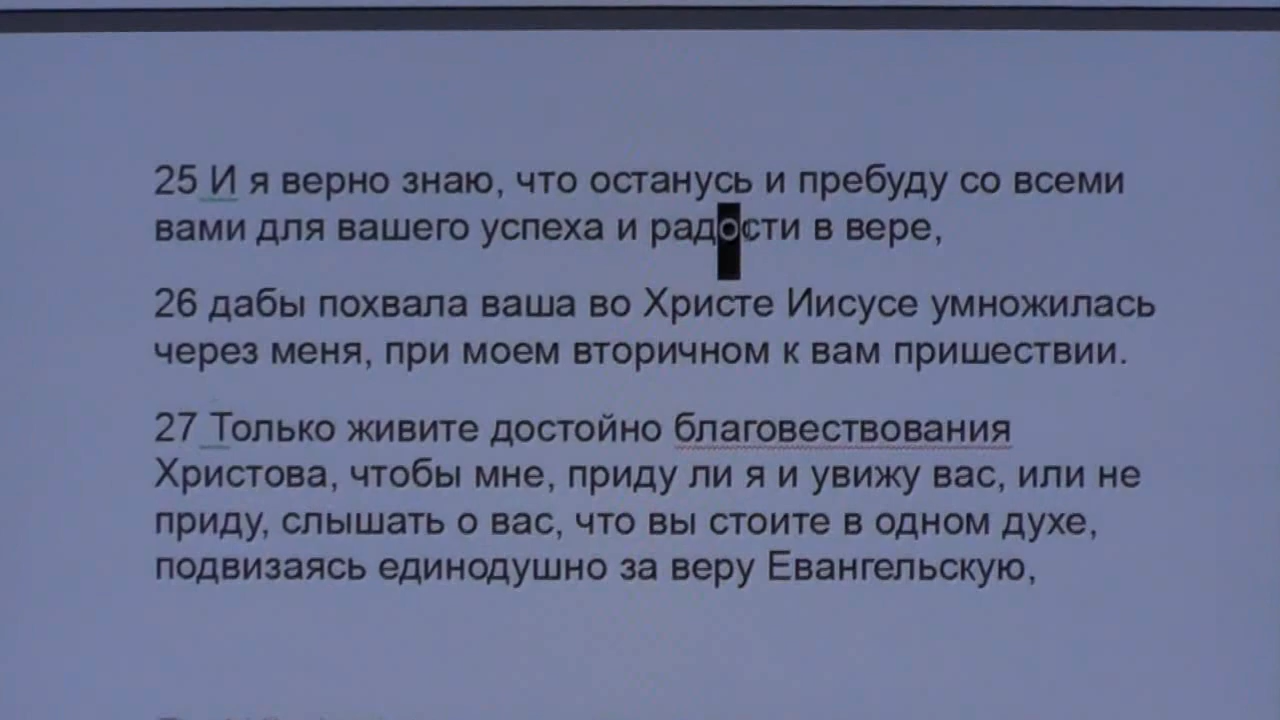 25 И я верно знаю, что останусь и пребуду со всеми
вами для вашего успеха и радости в вере,
26 дабы похвала ваша во Христе Иисусе умножилась
через меня, при моем вторичном к вам пришествии.
27 Только живите достойно благовествования
Христова, чтобы мне, приду ли я и увижу вас, или не
приду, слышать о вас, что вы стоите в одном духе,
подвизаясь единодушно за веру Евангельскую,